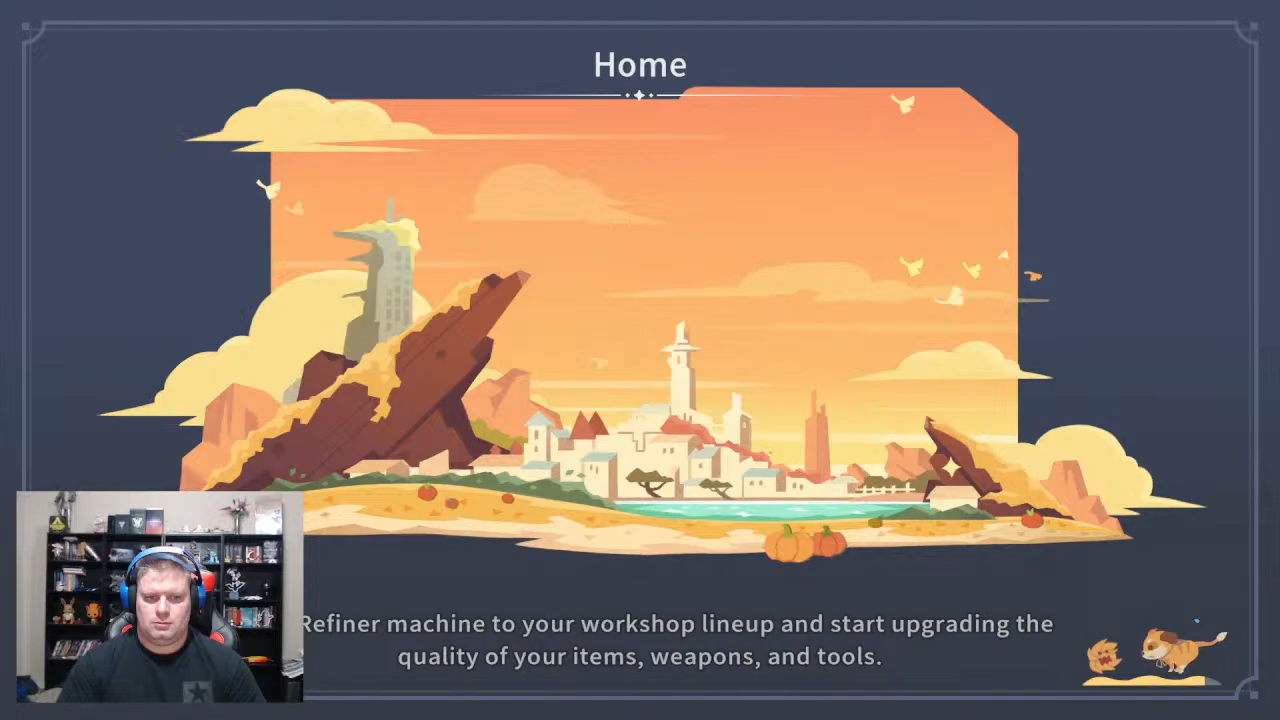 Home
Refiner machine to your workshop lineup and start upgrading the
quality of your items, weapons, and tools.